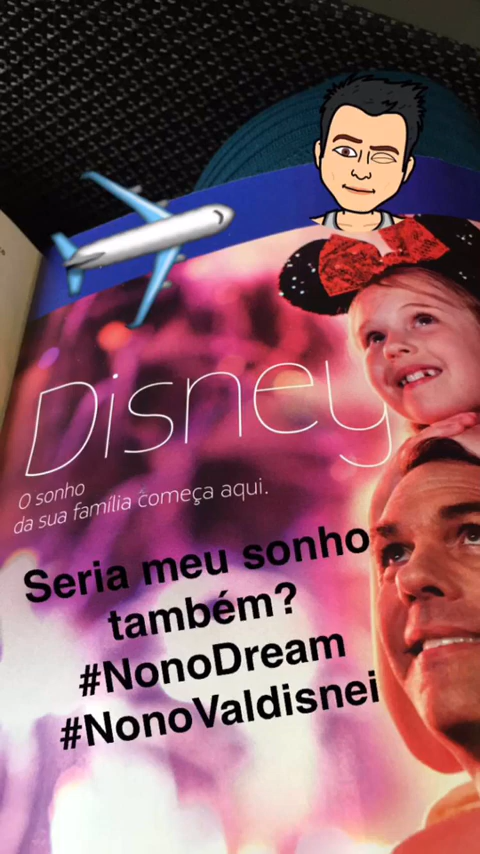 Disney
O sonho
da sua família começa aqui.
Seria meu sonho
também?
#NonoDream
#NonoValdisnei